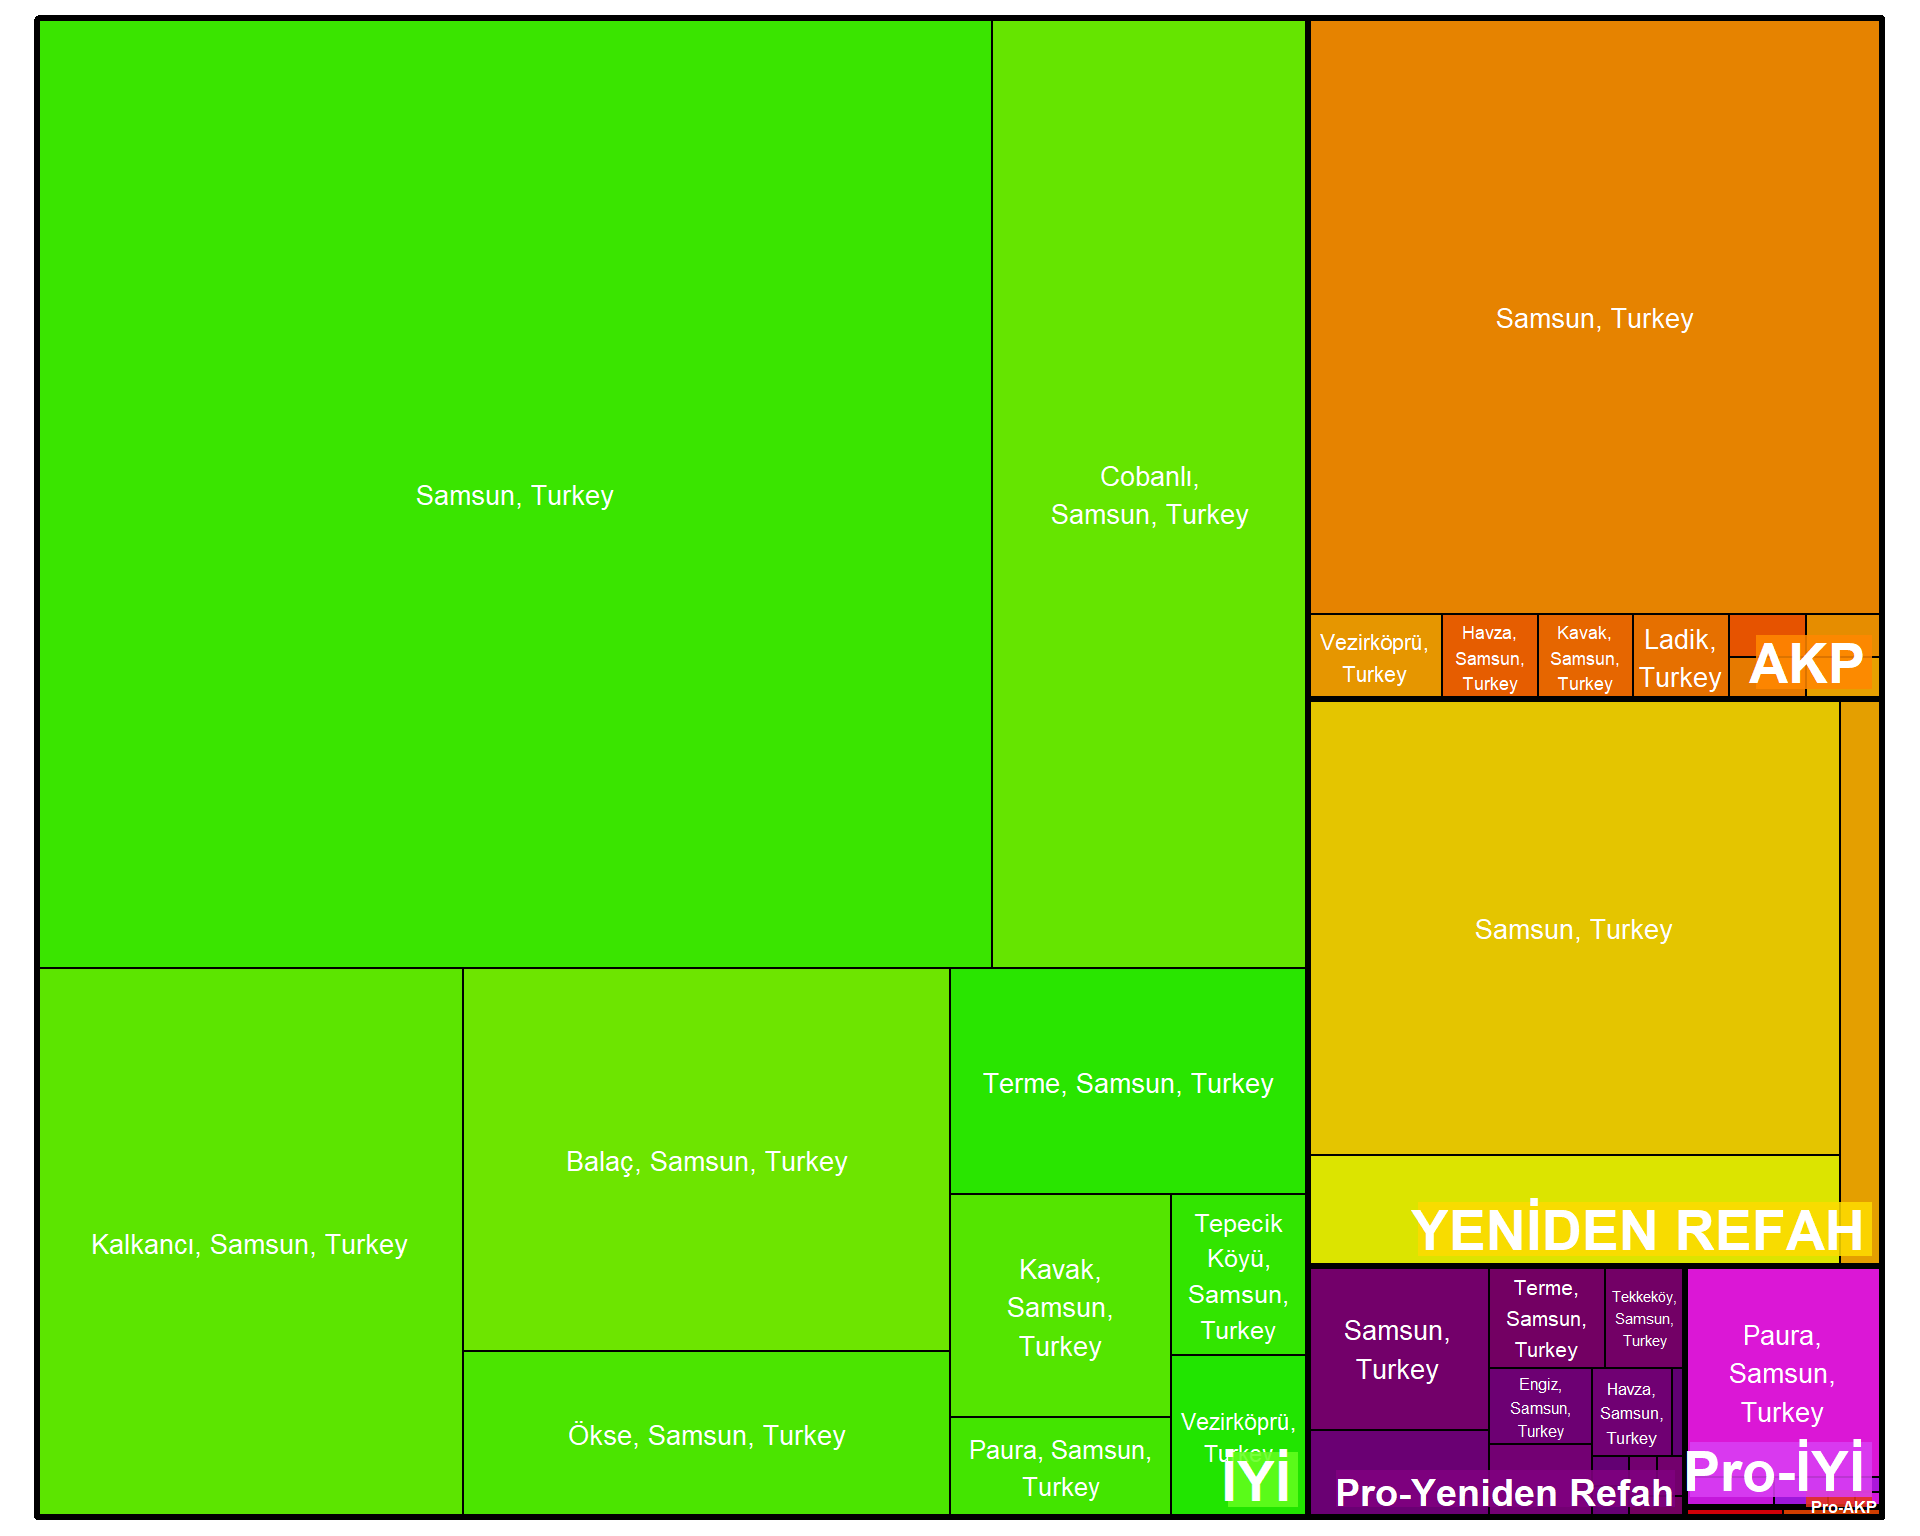 Samsun, Turkey
Cobanlı,
Samsun, Turkey
Kalkancı, Samsun, Turkey
Balaç, Samsun, Turkey
Ökse, Samsun, Turkey
Terme, Samsun, Turkey
Kavak,
Samsun,
Turkey
Tepecik
Köyü,
Samsun,
Turkey
Paura, Samsun,
Turkey
Vezirköprü,
Turkey
İYİ
Samsun, Turkey
Vezirköprü,
Turkey
Havza,
Samsun,
Turkey
Kavak,
Samsun,
Turkey
Ladik,
Turkey
AKP
Samsun, Turkey
YENİDEN REFAH
Samsun,
Turkey
Terme,
Samsun,
Turkey
Tekkeköy,
Samsun,
Turkey
Engiz,
Samsun,
Turkey
Havza,
Samsun,
Turkey
Pro-Yeniden Refah
Paura,
Samsun,
Turkey
Pro-İYİ
Pro-AKP